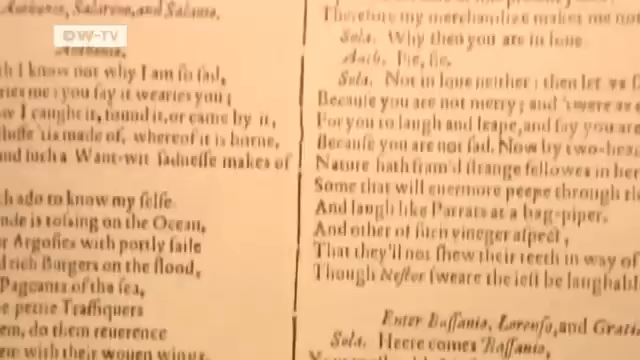 Anthonio, Salarino, and Salanio.
DW-TV
Anthonio.
h I know not why I am so sad,
ries me: you say it wearies you;
w I caught it, found it, or came by it,
stuffe 'tis made of, whereof it is borne,
nd such a Want-wit sadnesse makes of
ch ado to know my selfe.
nde is tossing on the Ocean,
r Argosies with portly saile
d rich Burgers on the flood,
Pageants of the sea,
e pettie Traffiquers
em, do them reuerence
em with their wouen wings.
Therefore my merchandize makes me not
Sola. Why then you are in loue.
Anth. Fie, fie.
Sola. Not in loue neither: then let vs
Because you are not merry; and 'twere as e
For you to laugh and leape, and say you are
Because you are not sad. Now by two-hea
Nature hath fram'd strange fellowes in her
Some that will euermore peepe through th
And laugh like Parrats at a bag-piper.
And other of such vineger aspect,
That they'll not shew their teeth in way of
Though Nestor sweare the iest be laughabl
Enter Bassanio, Lorenso, and Grati
Sola. Heere comes Bassanio,